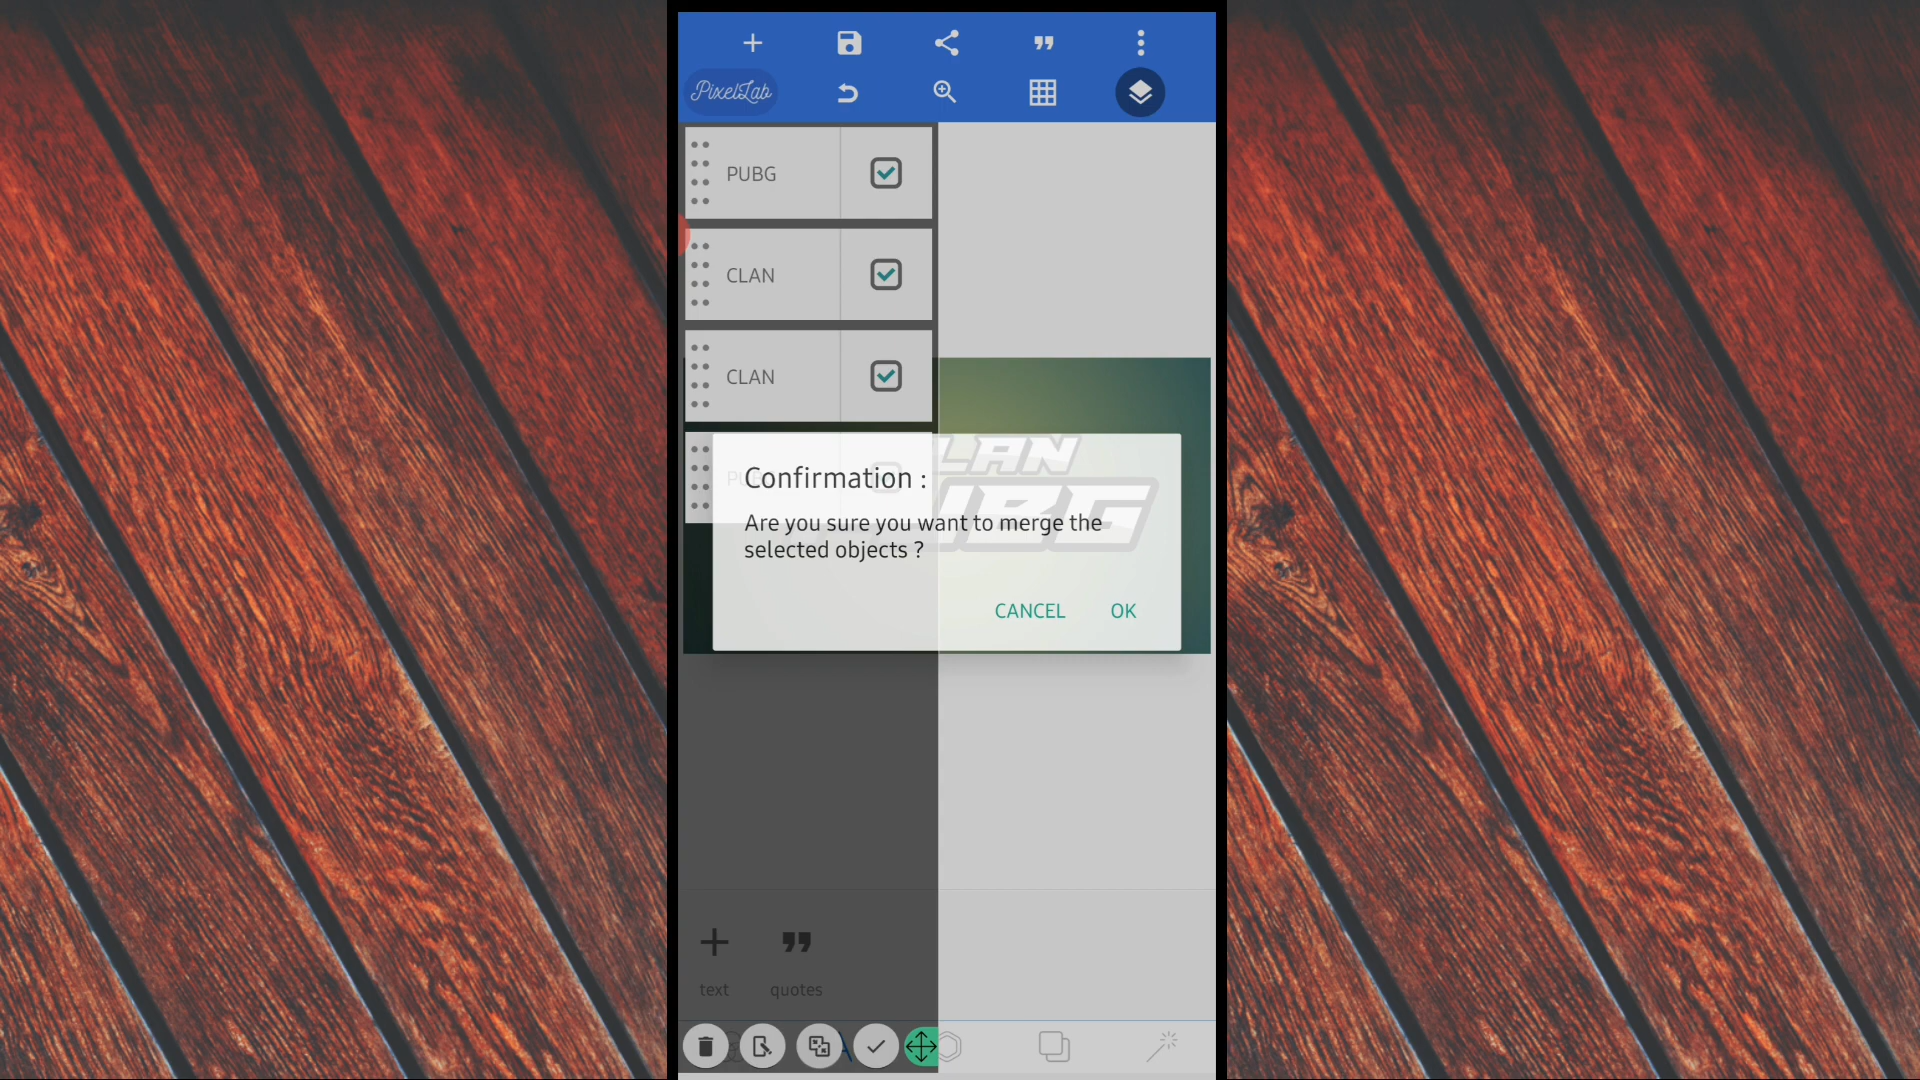 PixelLab
PUBG
CLAN
CLAN
Confirmation :
Are you sure you want to merge the
selected objects ?
CANCEL OK
text quotes